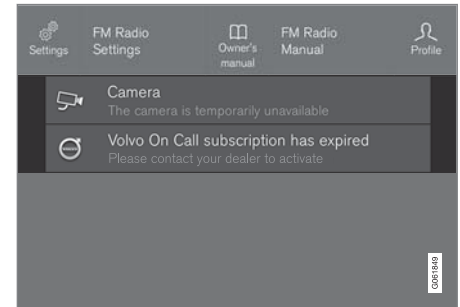 Settings
FM Radio
Settings
Owner's
manual
FM Radio
Manual
Profile
Camera
The camera is temporarily unavailable
Volvo On Call subscription has expired
Please contact your dealer to activate
G061849